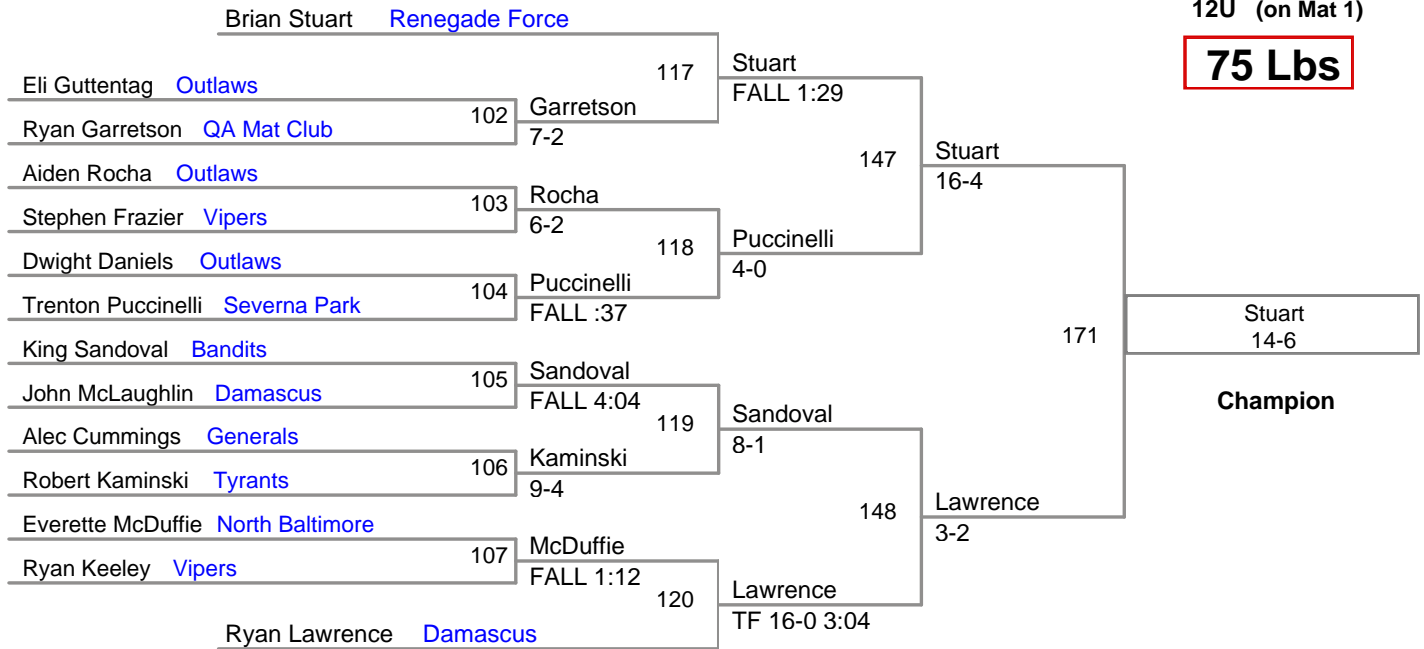 Brian Stuart Renegade Force
12U (on Mat 1)
75 Lbs
117
Stuart
FALL 1:29
Eli Guttentag Outlaws
102
Garretson
7-2
Ryan Garretson QA Mat Club
147
Stuart
16-4
Aiden Rocha Outlaws
103
Rocha
6-2
Stephen Frazier Vipers
118
Puccinelli
4-0
Dwight Daniels Outlaws
104
Puccinelli
FALL :37
Trenton Puccinelli Severna Park
171
Stuart
14-6
Champion
King Sandoval Bandits
105
Sandoval
FALL 4:04
John McLaughlin Damascus
119
Sandoval
8-1
Alec Cummings Generals
106
Kaminski
9-4
Robert Kaminski Tyrants
148
Lawrence
3-2
Everette McDuffie North Baltimore
107
McDuffie
FALL 1:12
Ryan Keeley Vipers
120
Lawrence
TF 16-0 3:04
Ryan Lawrence Damascus